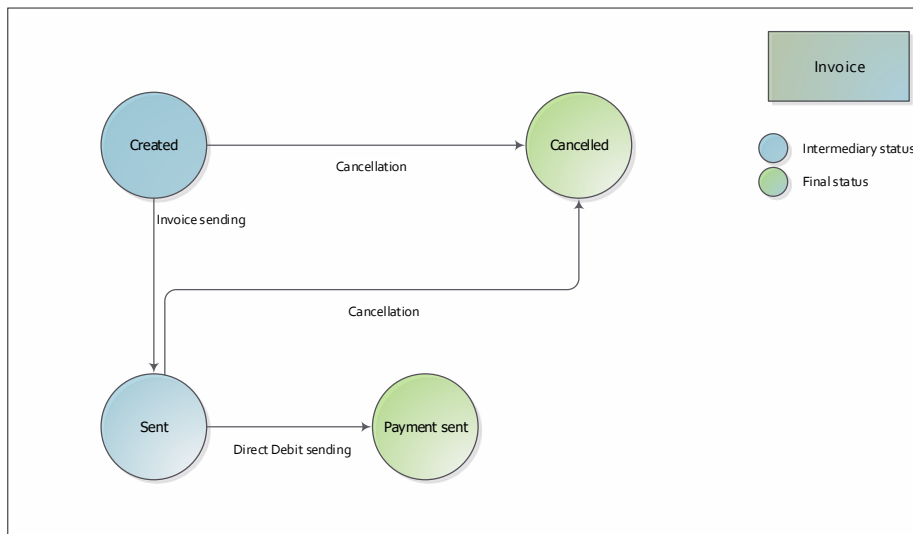 Invoice
Created
Cancelled
Cancellation
Intermediary status
Final status
Invoice sending
Cancellation
Sent
Payment sent
Direct Debit sending